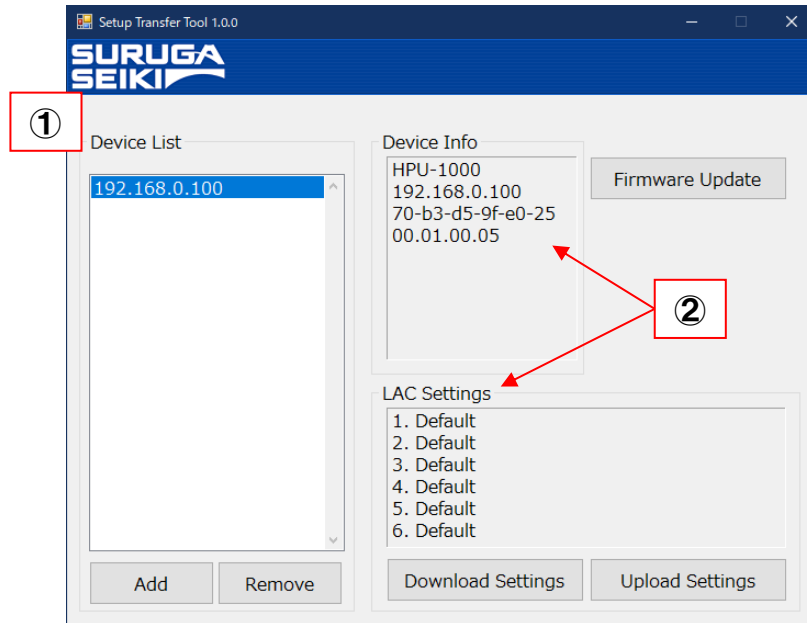 Setup Transfer Tool 1.0.0
SURUGA
SEIKI
①
Device List
192.168.0.100
Add
Remove
Device Info
HPU-1000
192.168.0.100
70-b3-d5-9f-e0-25
00.01.00.05
Firmware Update
②
LAC Settings
1. Default
2. Default
3. Default
4. Default
5. Default
6. Default
Download Settings
Upload Settings